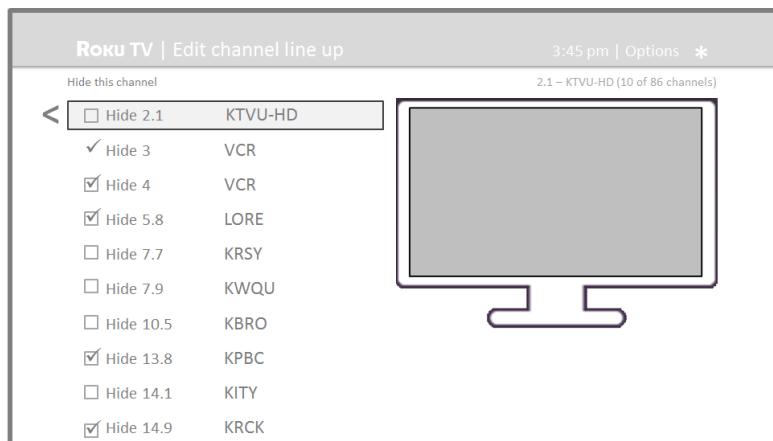 ROKU TV | Edit channel line up
3:45 pm | Options *
Hide this channel
2.1 – KTVU-HD (10 of 86 channels)
< Hide 2.1 KTVU-HD
Hide 3 VCR
Hide 4 VCR
Hide 5.8 LORE
Hide 7.7 KRSY
Hide 7.9 KWQU
Hide 10.5 KBRO
Hide 13.8 KPBC
Hide 14.1 KITY
Hide 14.9 KRCK